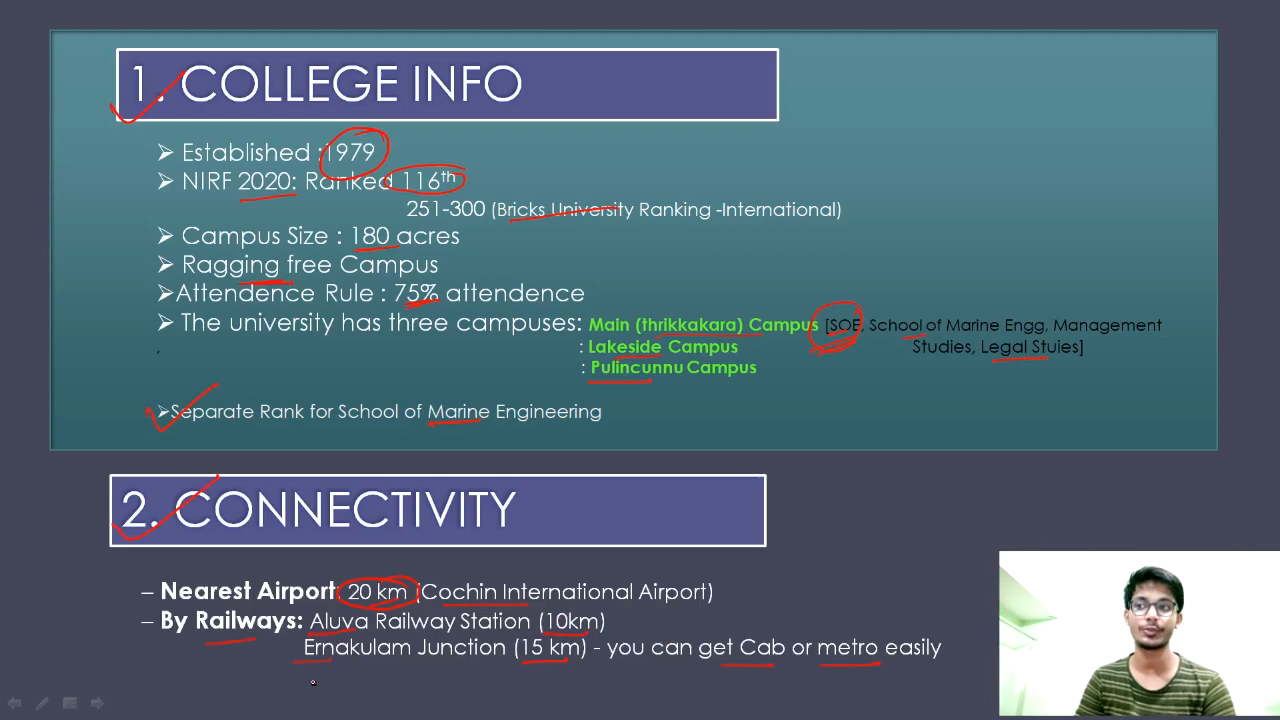 1. COLLEGE INFO
Established :1979
NIRF 2020: Ranked 116th
251-300 (Bricks University Ranking -International)
Campus Size : 180 acres
Ragging free Campus
Attendence Rule : 75% attendence
The university has three campuses: Main (thrikkakara) Campus [SOE, School of Marine Engg, Management
, : Lakeside Campus Studies, Legal Stuies]
: Pulincunnu Campus
Separate Rank for School of Marine Engineering
2. CONNECTIVITY
– Nearest Airport: 20 km (Cochin International Airport)
– By Railways: Aluva Railway Station (10km)
Ernakulam Junction (15 km) - you can get Cab or metro easily